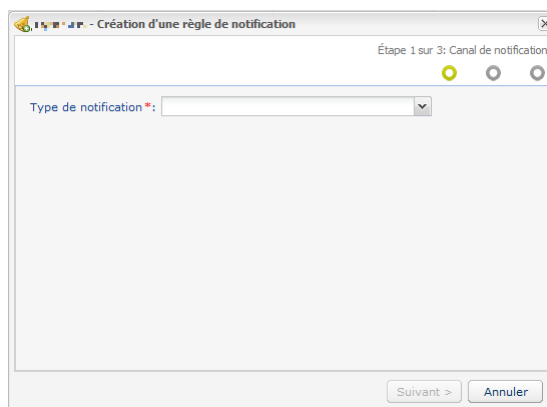 - Création d'une règle de notification
Étape 1 sur 3: Canal de notification
Type de notification*:
Suivant >
Annuler